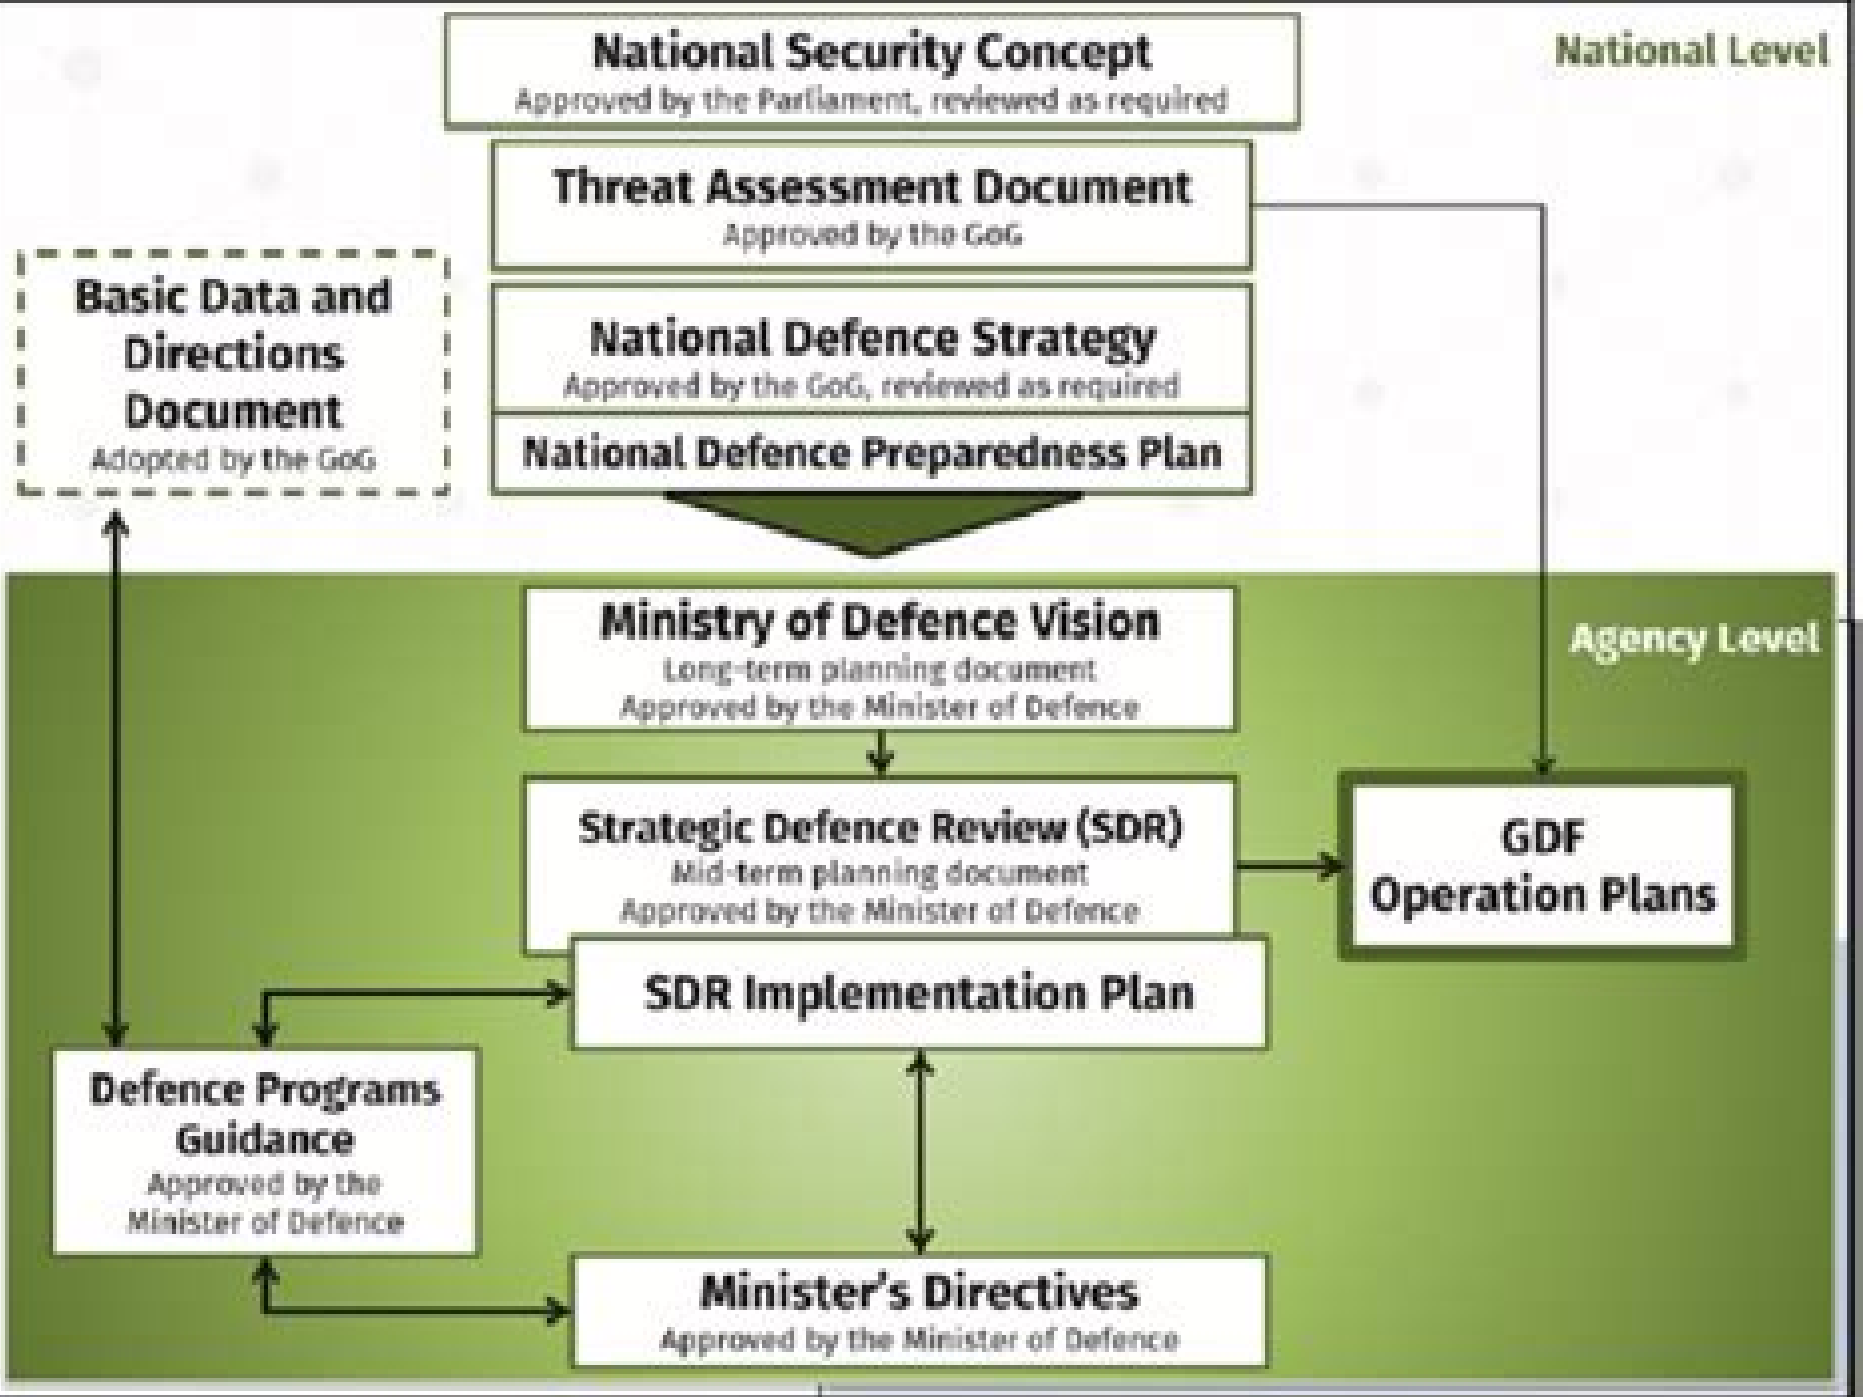 National Security Concept
Approved by the Parliament, reviewed as required
National Level
Threat Assessment Document
Approved by the GoG
Basic Data and
Directions
Document
Adopted by the GoG
National Defence Strategy
Approved by the GoG, reviewed as required
National Defence Preparedness Plan
Agency Level
Ministry of Defence Vision
Long-term planning document
Approved by the Minister of Defence
Strategic Defence Review (SDR)
Mid-term planning document
Approved by the Minister of Defence
GDF
Operation Plans
SDR Implementation Plan
Defence Programs
Guidance
Approved by the
Minister of Defence
Minister's Directives
Approved by the Minister of Defence